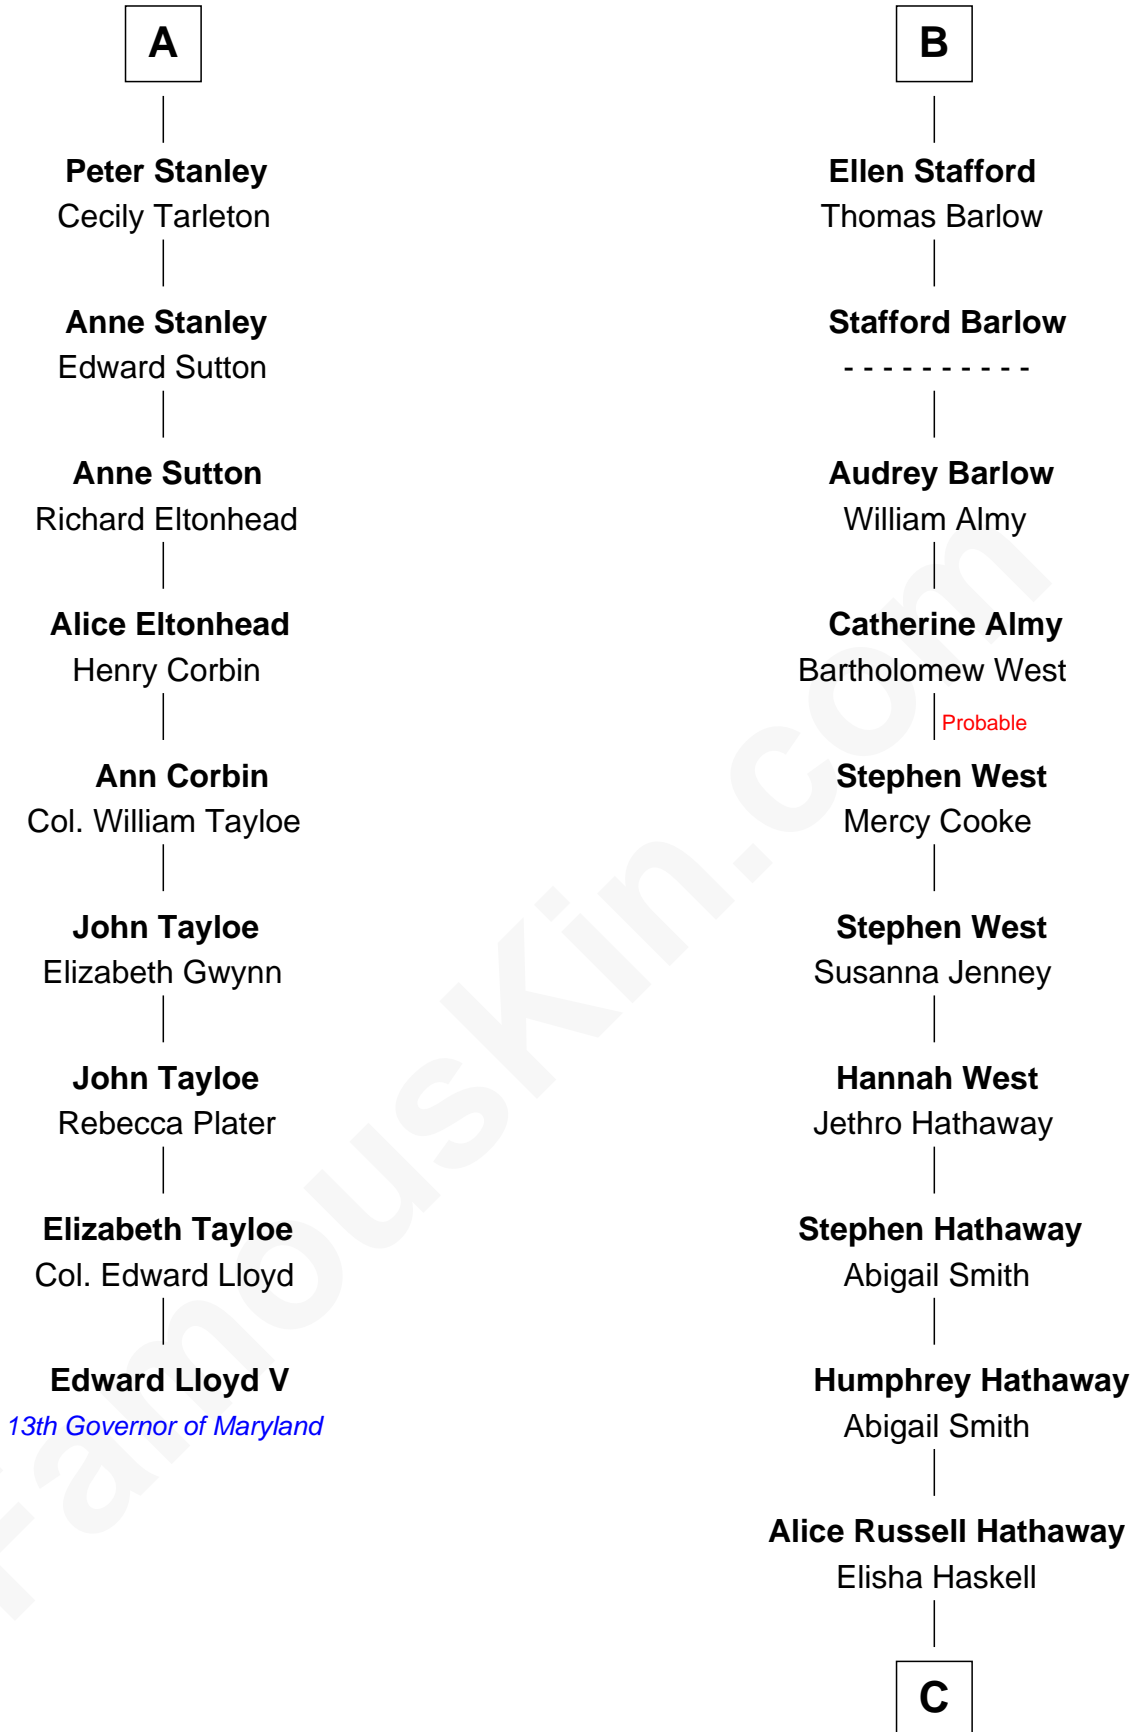 A
Peter Stanley
Cecily Tarleton
Anne Stanley
Edward Sutton
Anne Sutton
Richard Eltonhead
Alice Eltonhead
Henry Corbin
Ann Corbin
Col. William Tayloe
John Tayloe
Elizabeth Gwynn
John Tayloe
Rebecca Plater
Elizabeth Tayloe
Col. Edward Lloyd
Edward Lloyd V
13th Governor of Maryland
B
Ellen Stafford
Thomas Barlow
Stafford Barlow
- - - - - - - - - -
Audrey Barlow
William Almy
Catherine Almy
Bartholomew West
Probable
Stephen West
Mercy Cooke
Stephen West
Susanna Jenney
Hannah West
Jethro Hathaway
Stephen Hathaway
Abigail Smith
Humphrey Hathaway
Abigail Smith
Alice Russell Hathaway
Elisha Haskell
C
FamousKin.com